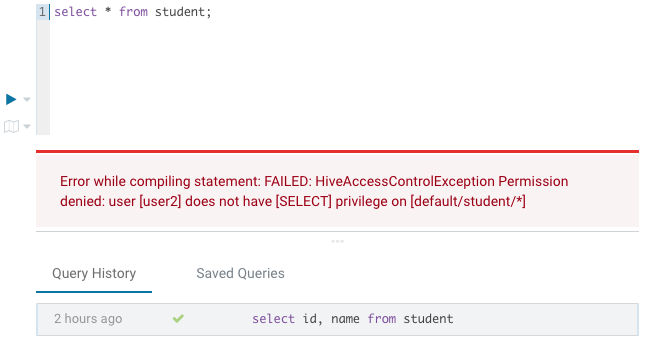 1 select * from student;
Error while compiling statement: FAILED: HiveAccessControlException Permission
denied: user [user2] does not have [SELECT] privilege on [default/student/*]
Query History Saved Queries
2 hours ago select id, name from student